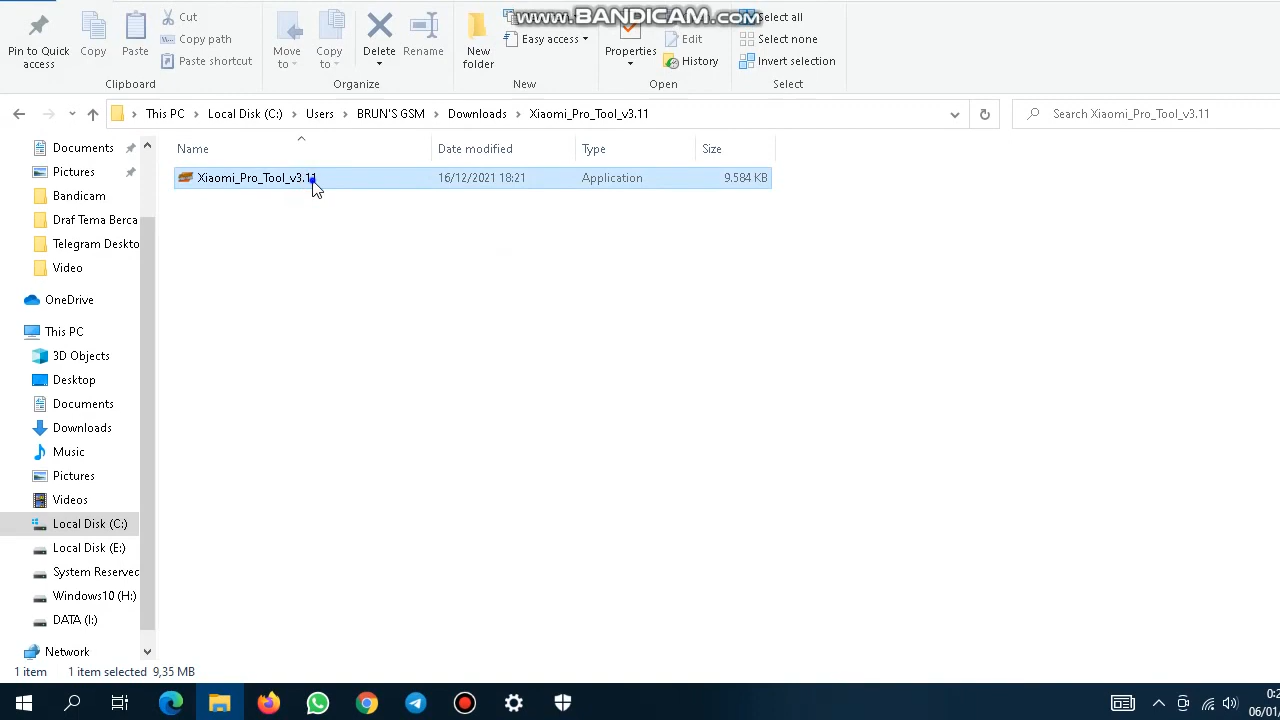 www.BANDICAM.com
Pin to Quick access
Copy
Paste
Cut
Copy path
Paste shortcut
Move to
Copy to
Delete
Rename
New folder
Easy access
Properties
Edit
History
Select all
Select none
Invert selection
Clipboard
Organize
New
Open
Select
This PC > Local Disk (C:) > Users > BRUN'S GSM > Downloads > Xiaomi_Pro_Tool_v3.11
Search Xiaomi_Pro_Tool_v3.11
Name Date modified Type Size
Xiaomi_Pro_Tool_v3.11 16/12/2021 18:21 Application 9.584 KB
Documents
Pictures
Bandicam
Draf Tema Berca
Telegram Deskto
Video
OneDrive
This PC
3D Objects
Desktop
Documents
Downloads
Music
Pictures
Videos
Local Disk (C:)
Local Disk (E:)
System Reserved
Windows10 (H:)
DATA (I:)
Network
1 item 1 item selected 9,35 MB
0:2
06/01